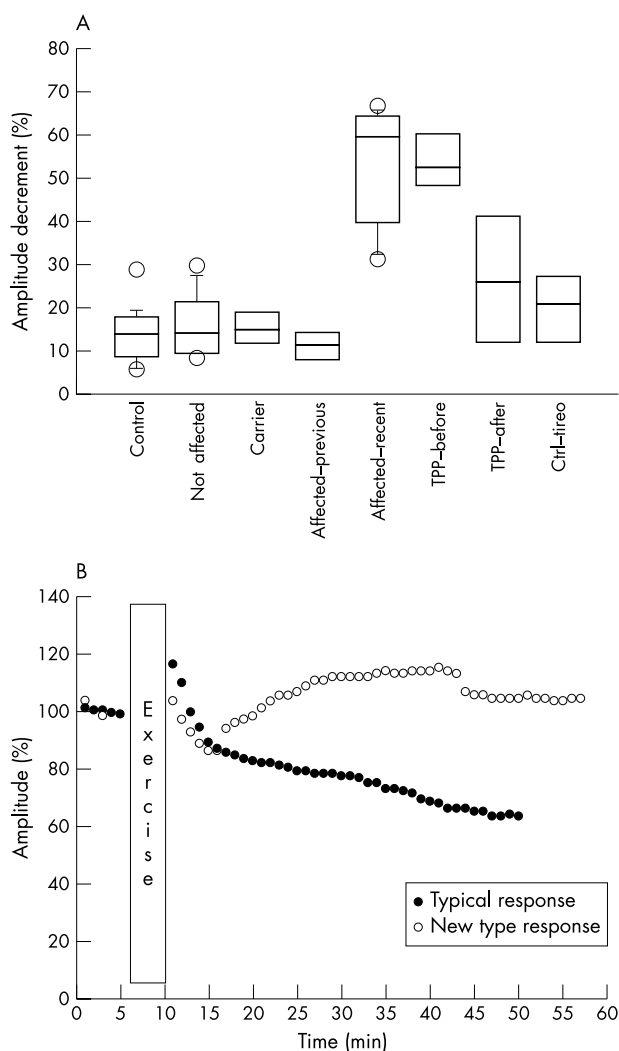 A
80
70
60
50
40
30
20
10
0
Amplitude decrement (%)
Control
Not affected
Carrier
Affected–previous
Affected–recent
TPP–before
TPP–after
Ctrl–tireo
B
140
120
100
80
60
40
20
0
Amplitude (%)
Exercise
Typical response
New type response
0 5 10 15 20 25 30 35 40 45 50 55 60
Time (min)